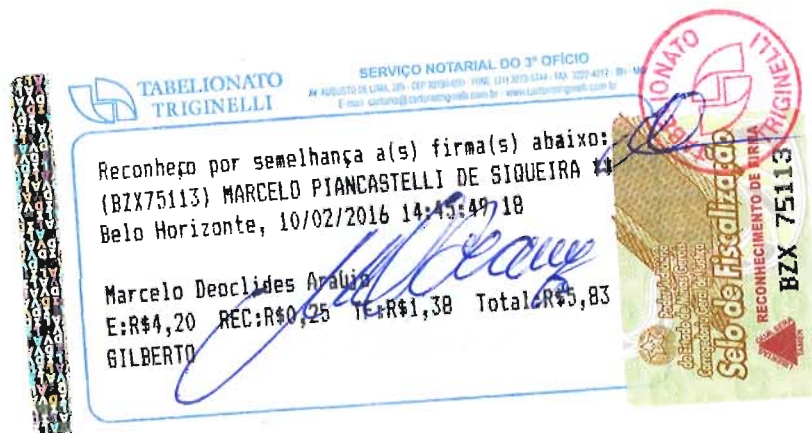 TABELIONATO
TRIGINELLI
SERVIÇO NOTARIAL DO 3º OFÍCIO
Reconheço por semelhança a(s) firma(s) abaixo:
(BZX75113) MARCELO PIANCASTELLI DE SIQUEIRA
Belo Horizonte, 10/02/2016 14:45:49 18
Marcelo Deoclides Araujo
E:R$4,20 REC:R$0,25 TF:R$1,38 Total:R$5,83
GILBERTO
TRIGINELLI
Selo de Fiscalização
RECONHECIMENTO DE FIRMA
BZX 75113